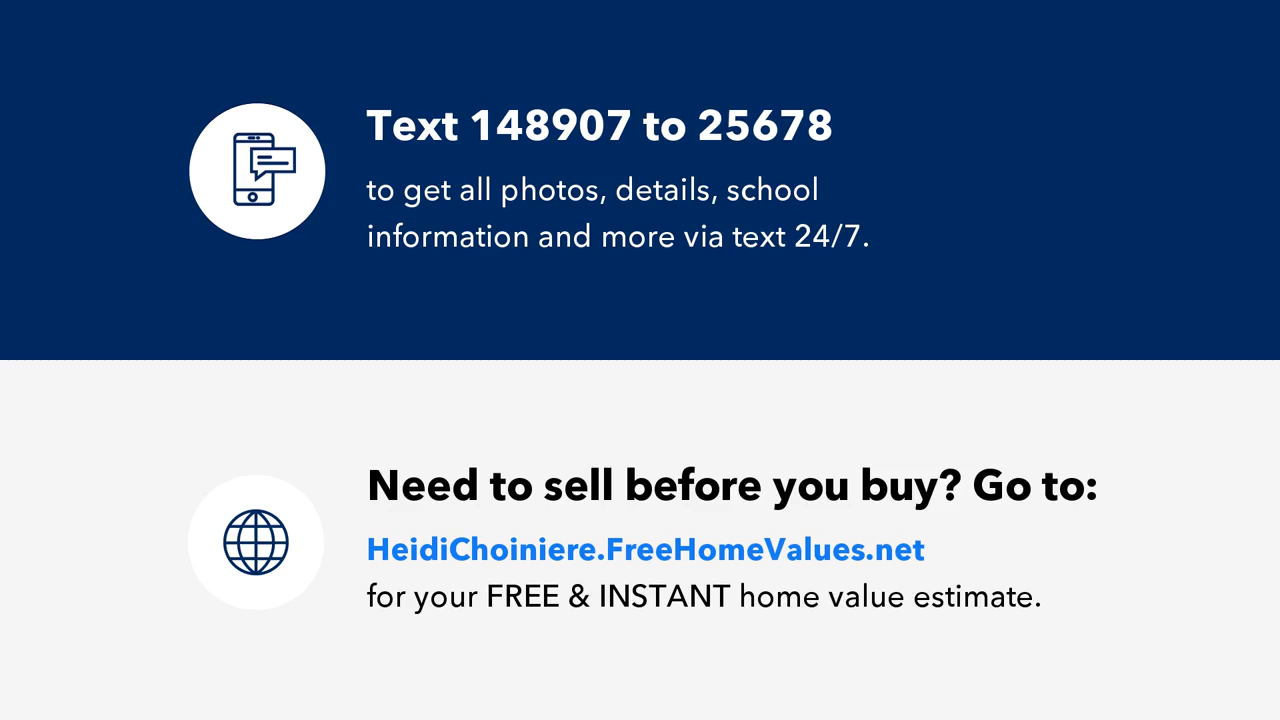 Text 148907 to 25678
to get all photos, details, school
information and more via text 24/7.
Need to sell before you buy? Go to:
HeidiChoiniere.FreeHomeValues.net
for your FREE & INSTANT home value estimate.